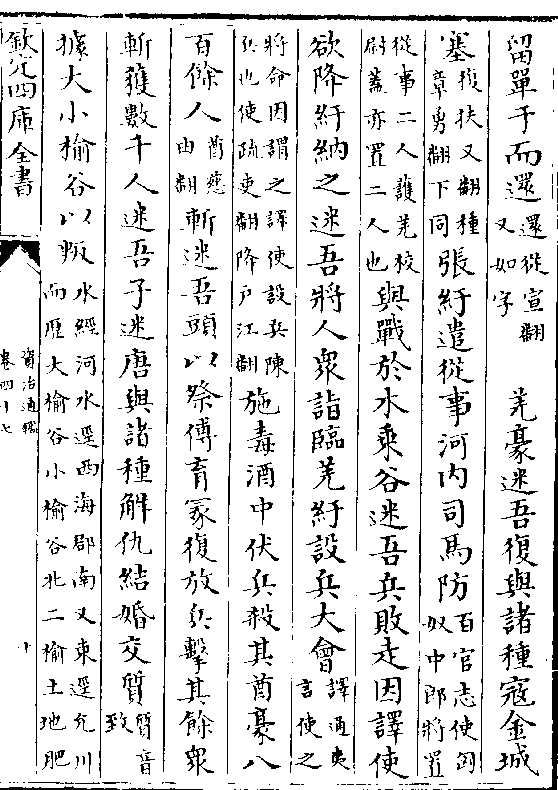 留單于而還還從宣翻又如字　羌豪迷吾復與諸種寇金城
塞復扶又翻種章勇翻下同張紆遣從事河内司馬防百官志使匈奴中郎將置
從事二人護羌校尉蓋亦置二人也與戰於水乘谷迷吾兵敗走因譯使
欲降紆納之迷吾將人衆詣臨羌紆設兵大會譯通夷言使之
將命因謂之譯使設兵陳兵也使疏吏翻降户江翻施毒酒中伏兵殺其酋豪八
百餘人酋慈由翻斬迷吾頭以祭傅育冢復放兵擊其餘衆
斬獲數千人迷吾子迷唐與諸種解仇結婚交質質音致
據大小榆谷以叛水經河水逕西海郡南又東逕允川而歷大榆谷小榆谷北二榆土地肥
欽定四庫全書
資治通鑑
卷四十七
十